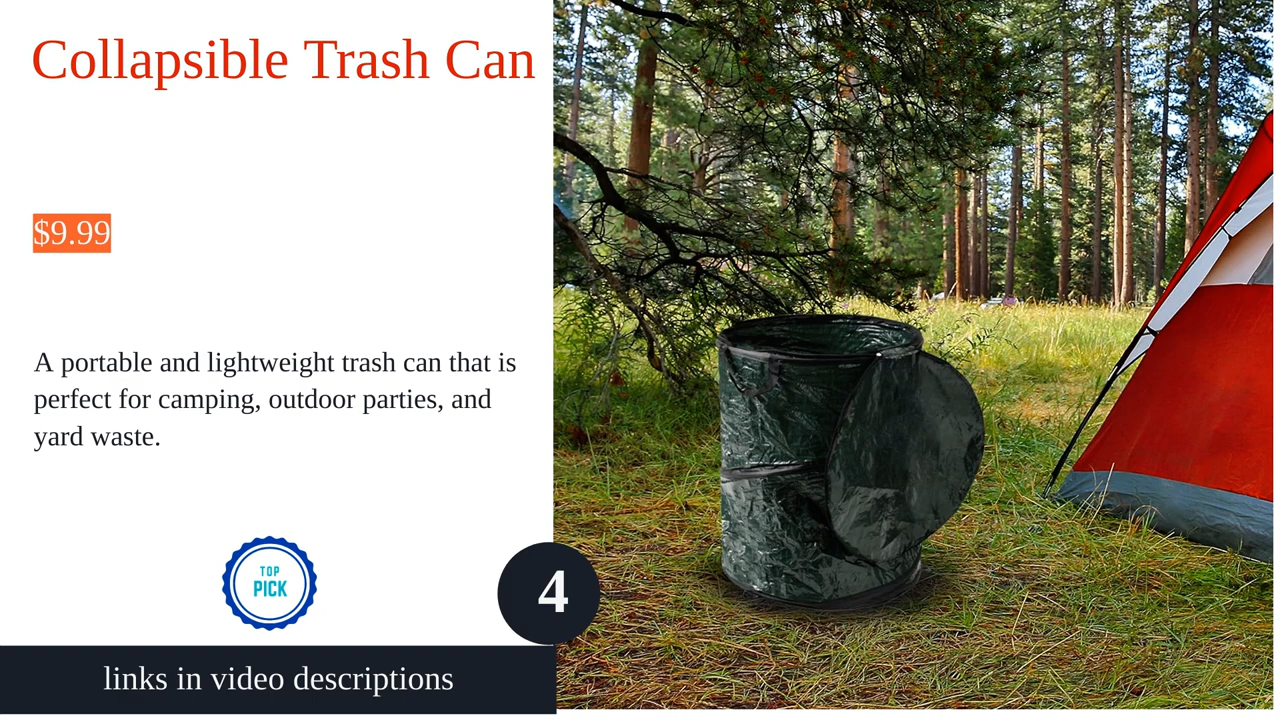 Collapsible Trash Can
$9.99
A portable and lightweight trash can that is
perfect for camping, outdoor parties, and
yard waste.
TOP
PICK
4
links in video descriptions